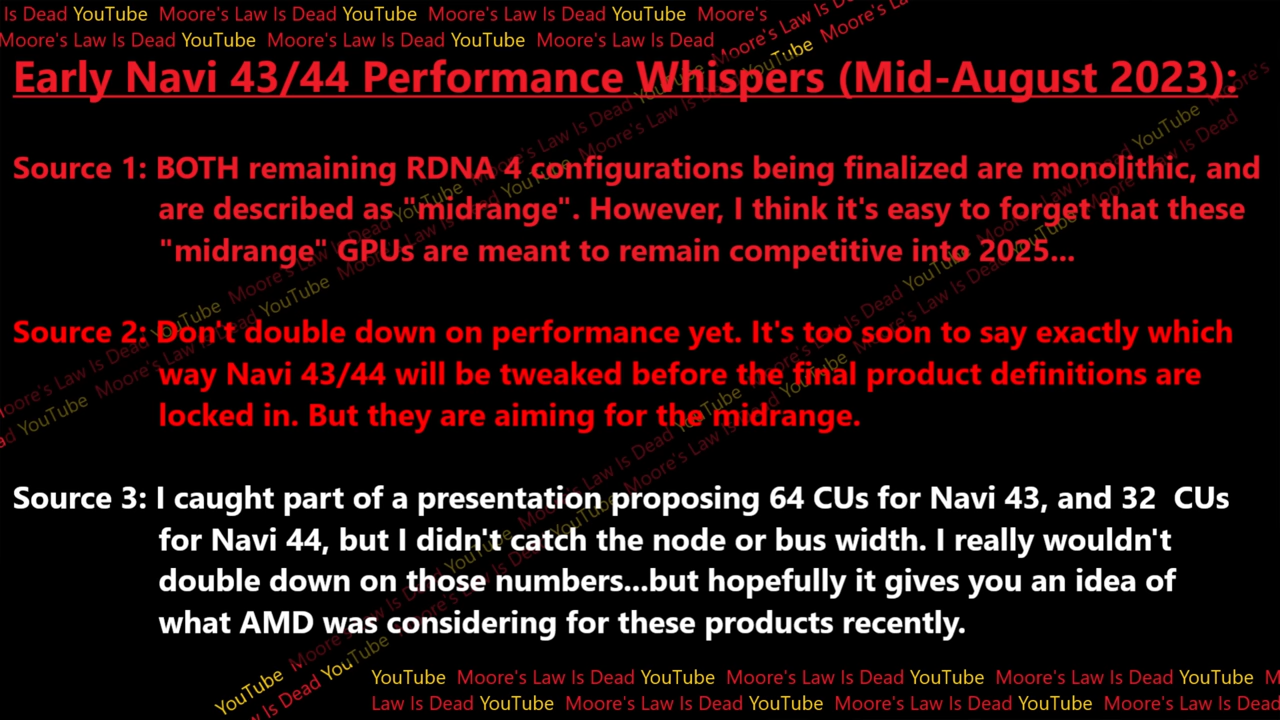 Is Dead YouTube Moore's Law Is Dead YouTube Moore's Law Is Dead YouTube Moore's
Moore's Law Is Dead YouTube Moore's Law Is Dead YouTube Moore's Law Is Dead
Early Navi 43/44 Performance Whispers (Mid-August 2023):
Source 1: BOTH remaining RDNA 4 configurations being finalized are monolithic, and
are described as "midrange". However, I think it's easy to forget that these
"midrange" GPUs are meant to remain competitive into 2025...
Source 2: Don't double down on performance yet. It's too soon to say exactly which
way Navi 43/44 will be tweaked before the final product definitions are
locked in. But they are aiming for the midrange.
Source 3: I caught part of a presentation proposing 64 CUs for Navi 43, and 32  CUs
for Navi 44, but I didn't catch the node or bus width. I really wouldn't
double down on those numbers...but hopefully it gives you an idea of
what AMD was considering for these products recently.
YouTube Moore's Law Is Dead YouTube Moore's Law Is Dead YouTube Moore's Law Is Dead YouTube M
Law Is Dead YouTube Moore's Law Is Dead YouTube Moore's Law Is Dead YouTube Moore's Law Is Dead